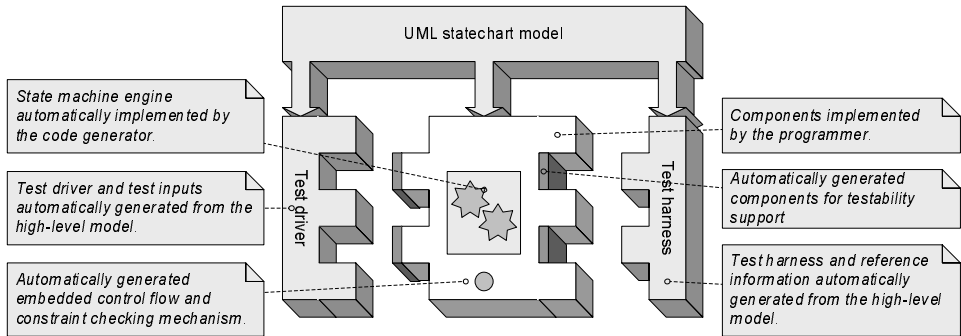 UML statechart model
State machine engine
automatically implemented by
the code generator.
Test driver and test inputs
automatically generated from the
high-level model.
Automatically generated
embedded control flow and
constraint checking mechanism.
Test driver
Test harness
Components implemented
by the programmer.
Automatically generated
components for testability
support
Test harness and reference
information automatically
generated from the high-level
model.